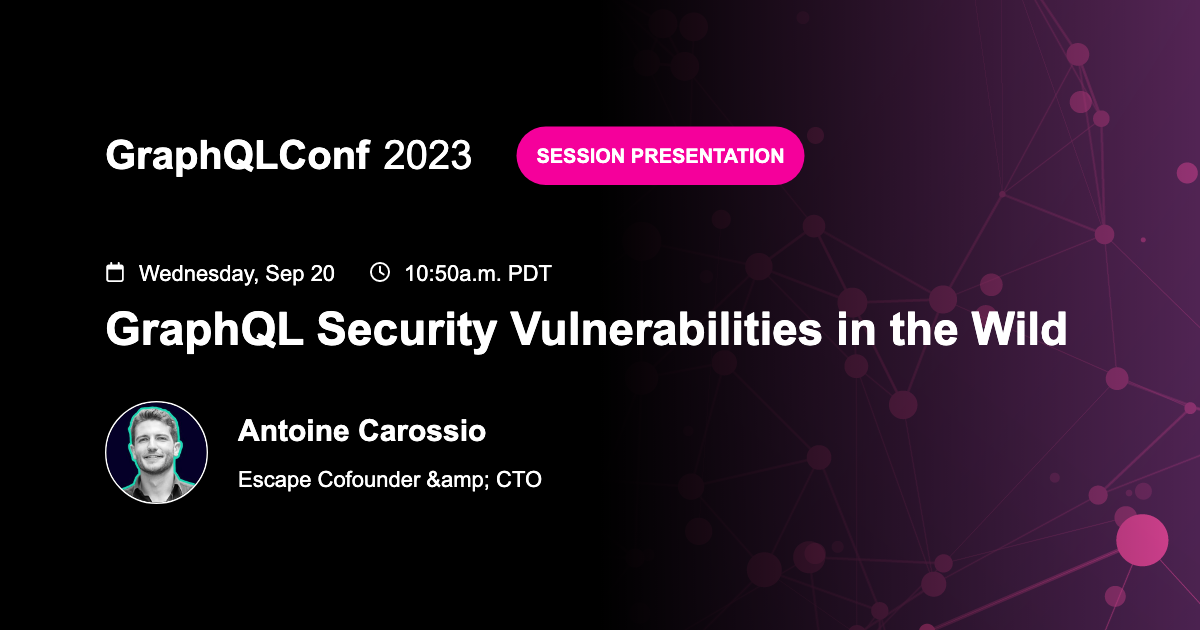 GraphQLConf 2023
SESSION PRESENTATION
Wednesday, Sep 20 10:50a.m. PDT
GraphQL Security Vulnerabilities in the Wild
Antoine Carossio
Escape Cofounder &amp; CTO